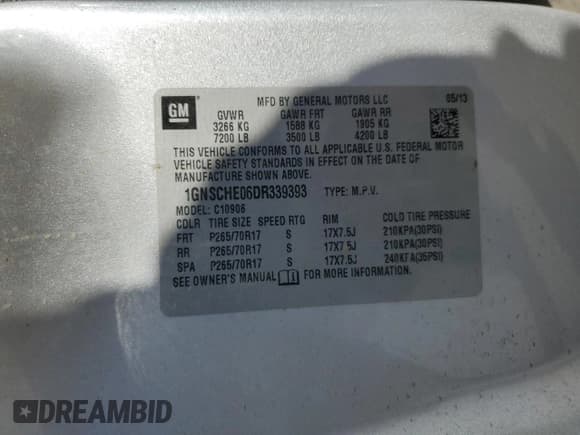 GM
MFD BY GENERAL MOTORS LLC 05/13
GVWR GAWR FRT GAWR RR
3266 KG 1588 KG 1905 KG
7200 LB 3500 LB 4200 LB
THIS VEHICLE CONFORMS TO ALL APPLICABLE U.S. FEDERAL MOTOR
VEHICLE SAFETY STANDARDS IN EFFECT ON THE DATE OF
MANUFACTURE SHOWN ABOVE.
1GNSCHE06DR339393 TYPE: M.P.V.
MODEL: C10906
COLR TIRE SIZE SPEED RTG RIM COLD TIRE PRESSURE
FRT P265/70R17 S 17X7.5J 210KPA(30PSI)
RR P265/70R17 S 17X7.5J 210KPA(30PSI)
SPA P265/70R17 S 17X7.5J 240KPA(35PSI)
SEE OWNER'S MANUAL FOR MORE INFORMATION.
DREAMBID